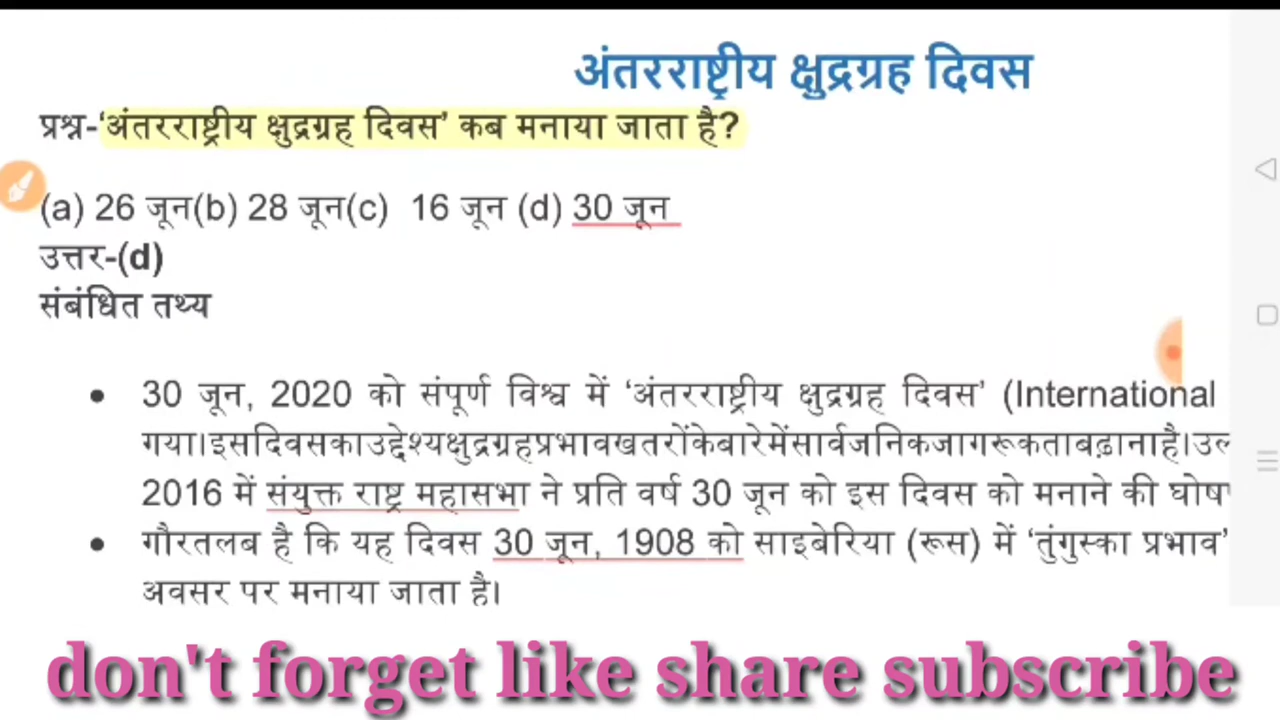 अंतरराष्ट्रीय क्षुद्रग्रह दिवस
प्रश्न-'अंतरराष्ट्रीय क्षुद्रग्रह दिवस' कब मनाया जाता है?
(a) 26 जून(b) 28 जून(c) 16 जून (d) 30 जून
उत्तर-(d)
संबंधित तथ्य
• 30 जून, 2020 को संपूर्ण विश्व में 'अंतरराष्ट्रीय क्षुद्रग्रह दिवस' (International
गया।इसदिवसकाउद्देश्यक्षुद्रग्रहप्रभावखतरोंकेबारेमेंसार्वजनिकजागरूकताबढ़ानाहै।
2016 में संयुक्त राष्ट्र महासभा ने प्रति वर्ष 30 जून को इस दिवस को मनाने की
• गौरतलब है कि यह दिवस 30 जून, 1908 को साइबेरिया (रूस) में 'तुंगुस्का प्रभाव'
अवसर पर मनाया जाता है।
don't forget like share subscribe